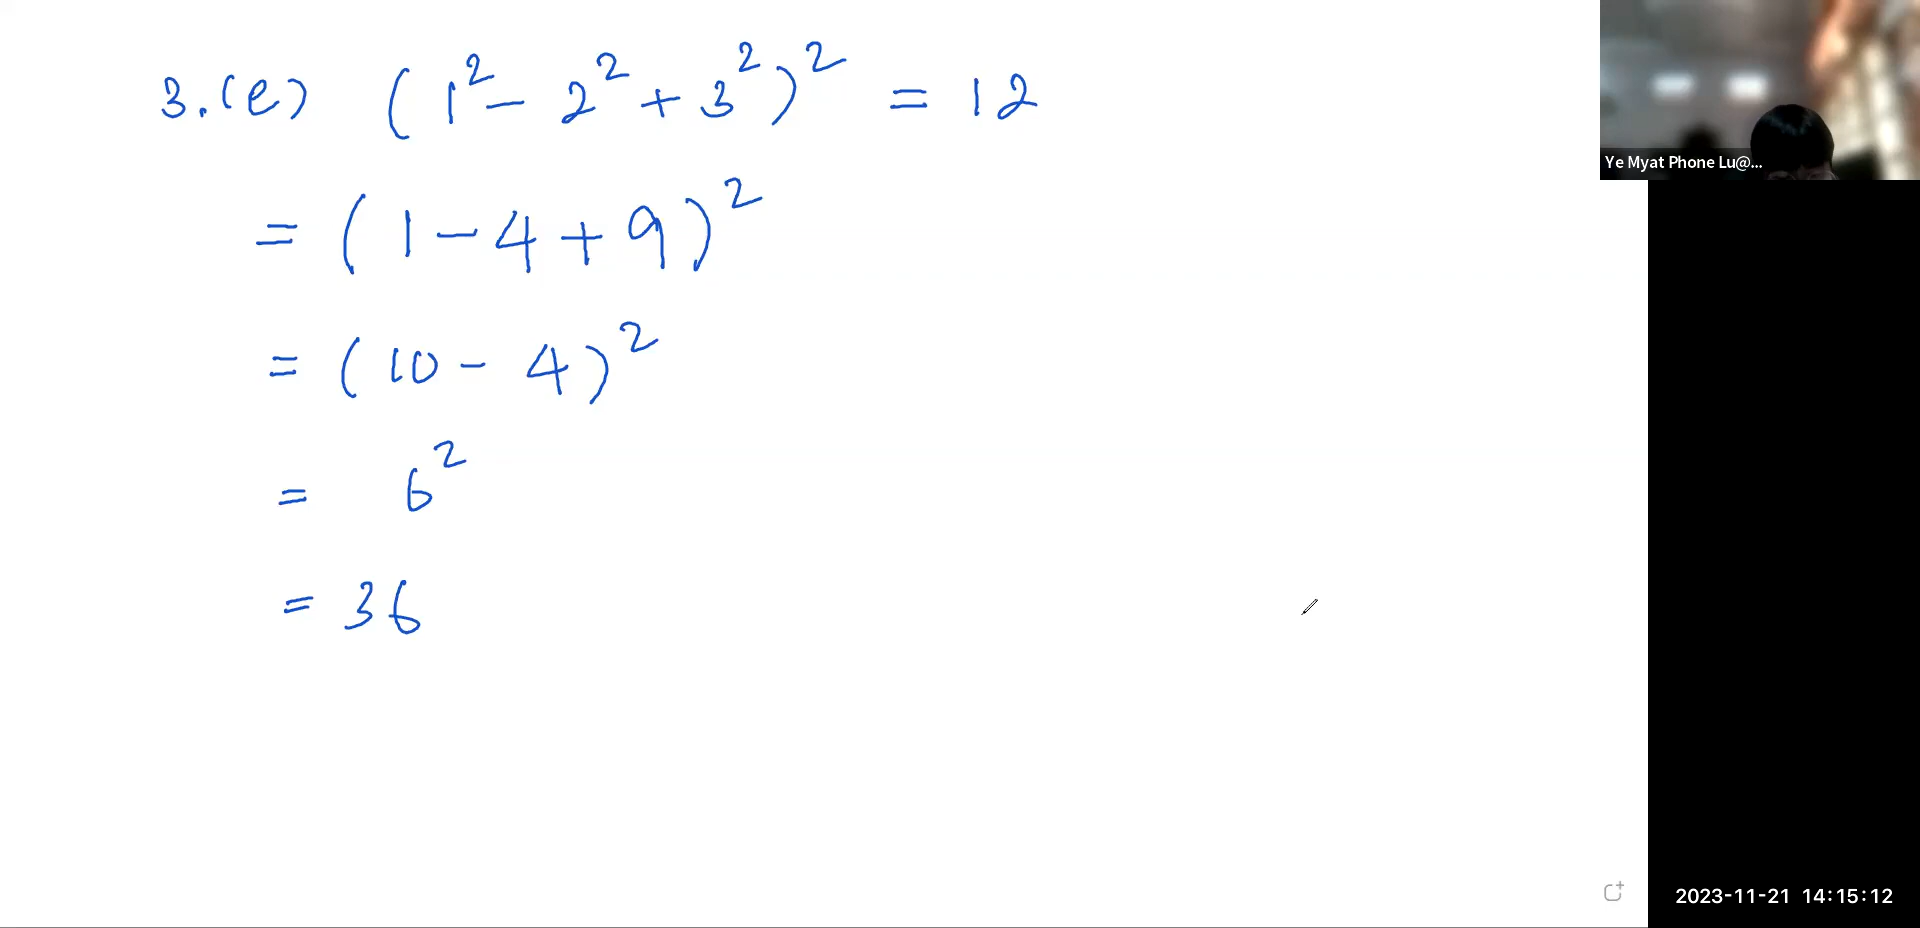 3.(e) (1² - 2² + 3²)² = 12
= (1 - 4 + 9)²
= (10 - 4)²
= 6²
= 36
Ye Myat Phone Lu@...
2023-11-21 14:15:12